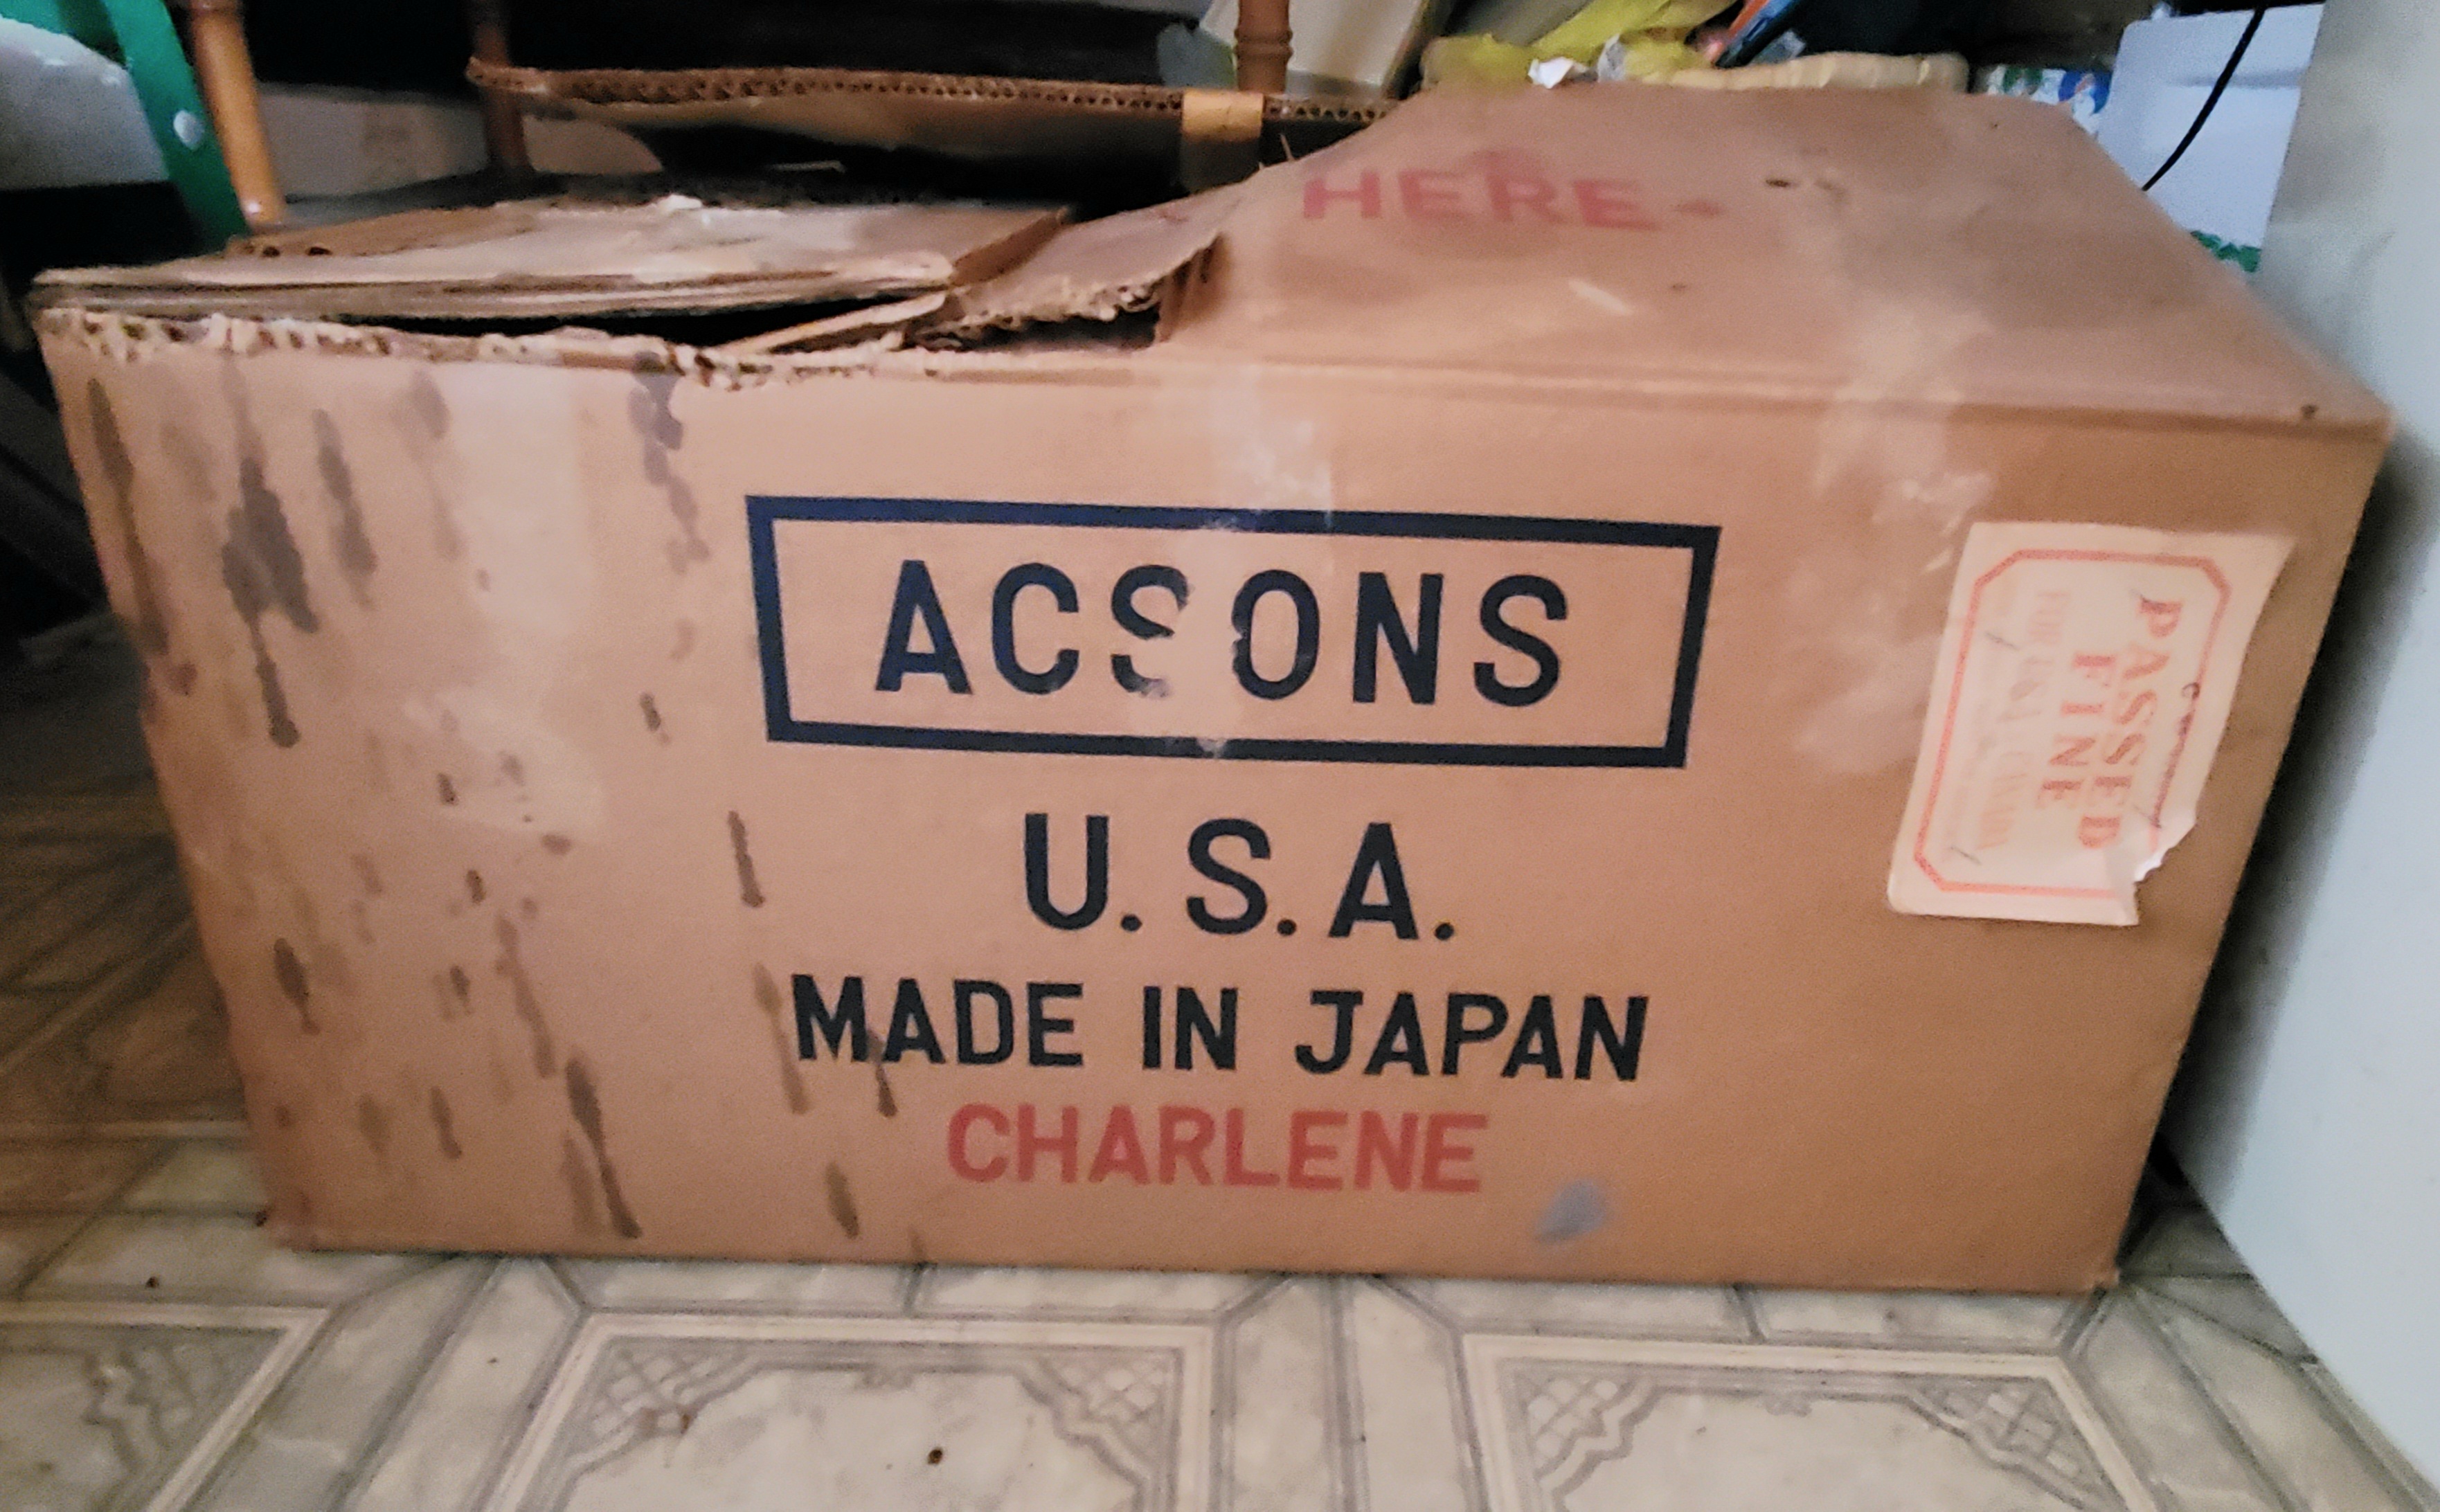 HERE
ACSONS
U.S.A.
MADE IN JAPAN
CHARLENE
PASSED
FINE